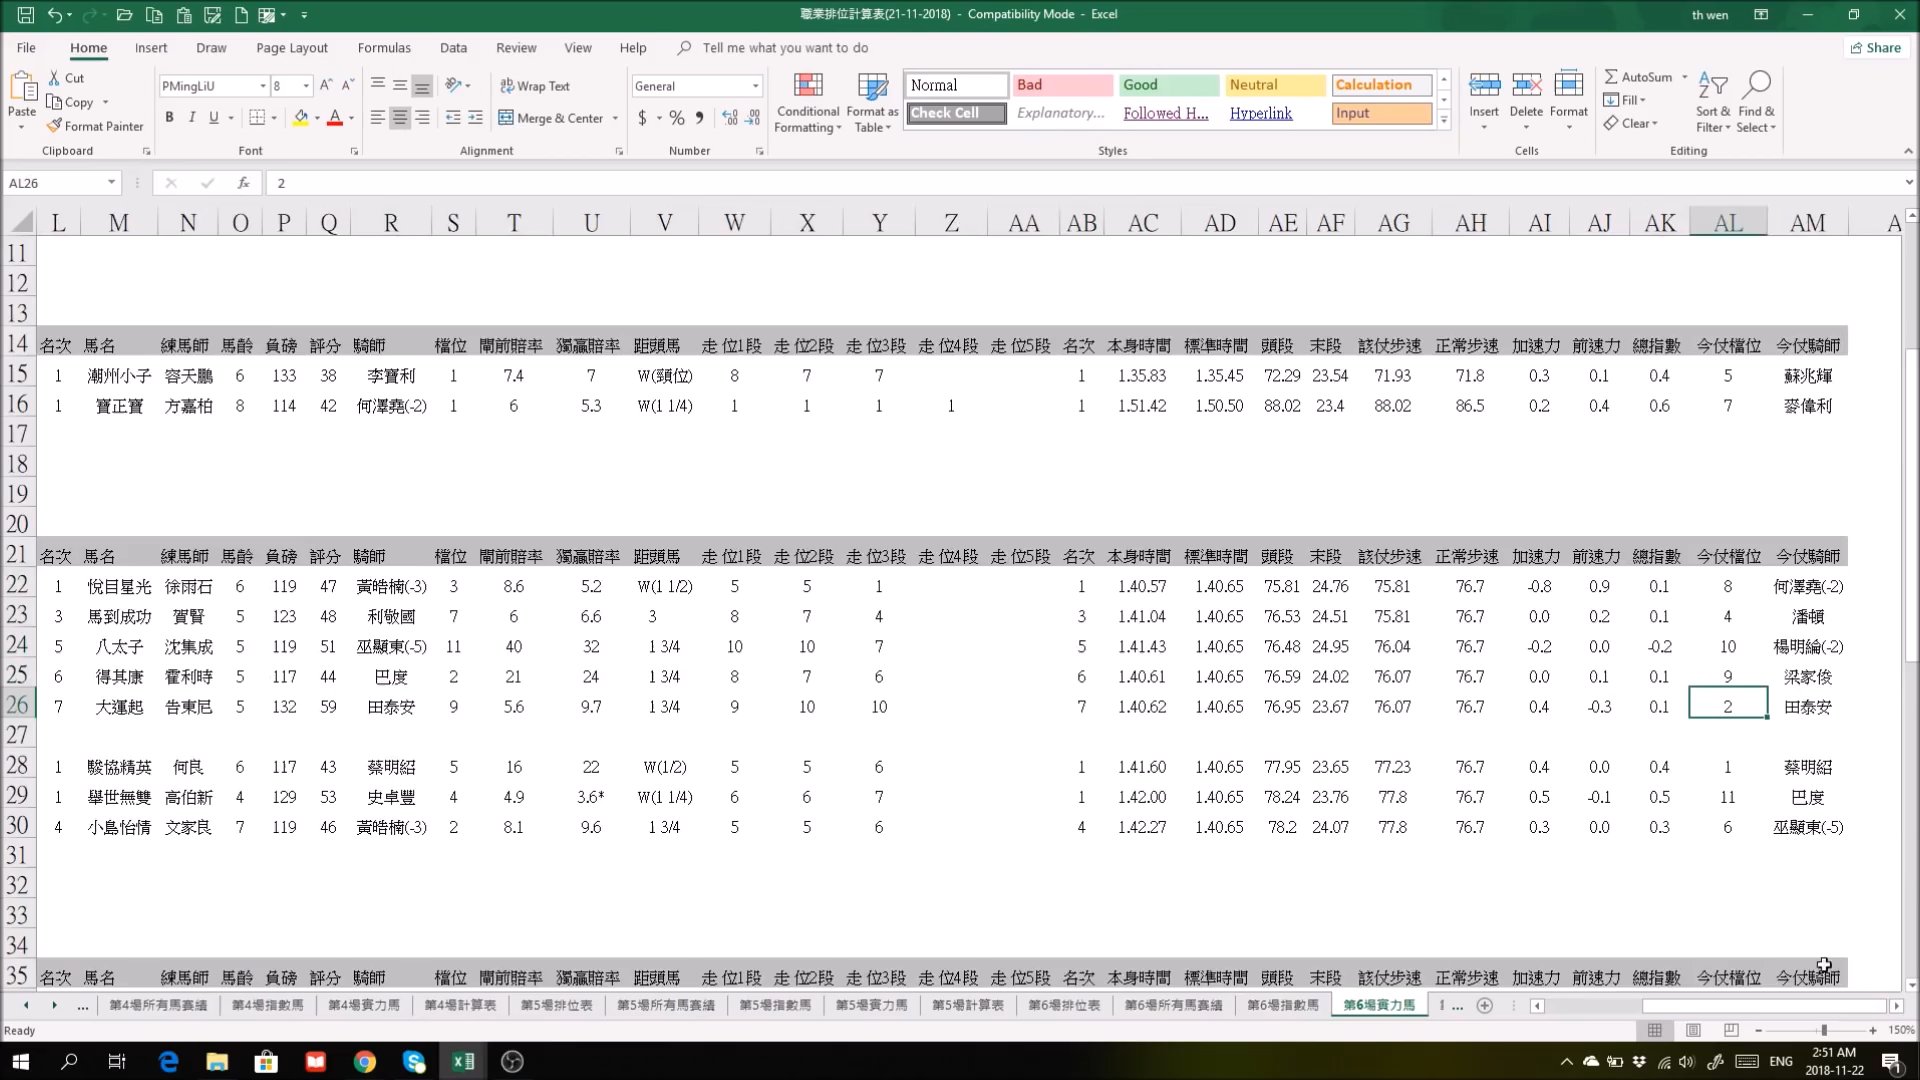 職業排位計算表(21-11-2018) - Compatibility Mode - Excel th wen
File Home Insert Draw Page Layout Formulas Data Review View Help Tell me what you want to do Share
Paste Cut Copy Format Painter Clipboard
PMingLiU 8 B I U A Font
Wrap Text Merge & Center Alignment
General $ % Number
Conditional Formatting Format as Table
Normal Bad Good Neutral Calculation
Check Cell Explanatory... Followed H... Hyperlink Input
Styles
Insert Delete Format Cells
AutoSum Fill Clear Sort & Filter Find & Select Editing
AL26 fx 2
L M N O P Q R S T U V W X Y Z AA AB AC AD AE AF AG AH AI AJ AK AL AM A
11
12
13
14 名次 馬名 練馬師 馬齡 負磅 評分 騎師 檔位 閘前賠率 獨贏賠率 距頭馬 走位1段 走位2段 走位3段 走位4段 走位5段 名次 本身時間 標準時間 頭段 末段 該仗步速 正常步速 加速力 前速力 總指數 今仗檔位 今仗騎師
15 1 潮州小子 容天鵬 6 133 38 李寶利 1 7.4 7 W(頸位) 8 7 7 1 1.35.83 1.35.45 72.29 23.54 71.93 71.8 0.3 0.1 0.4 5 蘇兆輝
16 1 寶正寶 方嘉柏 8 114 42 何澤堯(-2) 1 6 5.3 W(1 1/4) 1 1 1 1 1 1.51.42 1.50.50 88.02 23.4 88.02 86.5 0.2 0.4 0.6 7 麥偉利
17
18
19
20
21 名次 馬名 練馬師 馬齡 負磅 評分 騎師 檔位 閘前賠率 獨贏賠率 距頭馬 走位1段 走位2段 走位3段 走位4段 走位5段 名次 本身時間 標準時間 頭段 末段 該仗步速 正常步速 加速力 前速力 總指數 今仗檔位 今仗騎師
22 1 悅目星光 徐雨石 6 119 47 黃皓楠(-3) 3 8.6 5.2 W(1 1/2) 5 5 1 1 1.40.57 1.40.65 75.81 24.76 75.81 76.7 -0.8 0.9 0.1 8 何澤堯(-2)
23 3 馬到成功 賀賢 5 123 48 利敬國 7 6 6.6 3 8 7 4 3 1.41.04 1.40.65 76.53 24.51 75.81 76.7 0.0 0.2 0.1 4 潘頓
24 5 八太子 沈集成 5 119 51 巫顯東(-5) 11 40 32 1 3/4 10 10 7 5 1.41.43 1.40.65 76.48 24.95 76.04 76.7 -0.2 0.0 -0.2 10 楊明綸(-2)
25 6 得其康 霍利時 5 117 44 巴度 2 21 24 1 3/4 8 7 6 6 1.40.61 1.40.65 76.59 24.02 76.07 76.7 0.0 0.1 0.1 9 梁家俊
26 7 大運起 告東尼 5 132 59 田泰安 9 5.6 9.7 1 3/4 9 10 10 7 1.40.62 1.40.65 76.95 23.67 76.07 76.7 0.4 -0.3 0.1 2 田泰安
27
28 1 駿協精英 何良 6 117 43 蔡明紹 5 16 22 W(1/2) 5 5 6 1 1.41.60 1.40.65 77.95 23.65 77.23 76.7 0.4 0.0 0.4 1 蔡明紹
29 1 舉世無雙 高伯新 4 129 53 史卓豐 4 4.9 3.6* W(1 1/4) 6 6 7 1 1.42.00 1.40.65 78.24 23.76 77.8 76.7 0.5 -0.1 0.5 11 巴度
30 4 小島怡情 文家良 7 119 46 黃皓楠(-3) 2 8.1 9.6 1 3/4 5 5 6 4 1.42.27 1.40.65 78.2 24.07 77.8 76.7 0.3 0.0 0.3 6 巫顯東(-5)
31
32
33
34
35 名次 馬名 練馬師 馬齡 負磅 評分 騎師 檔位 閘前賠率 獨贏賠率 距頭馬 走位1段 走位2段 走位3段 走位4段 走位5段 名次 本身時間 標準時間 頭段 末段 該仗步速 正常步速 加速力 前速力 總指數 今仗檔位 今仗騎師
... 第4場所有馬賽績 第4場指數馬 第4場實力馬 第4場計算表 第5場排位表 第5場所有馬賽績 第5場指數馬 第5場實力馬 第5場計算表 第6場排位表 第6場所有馬賽績 第6場指數馬 第6場實力馬 ...
Ready 150%
ENG 2:51 AM
2018-11-22 1